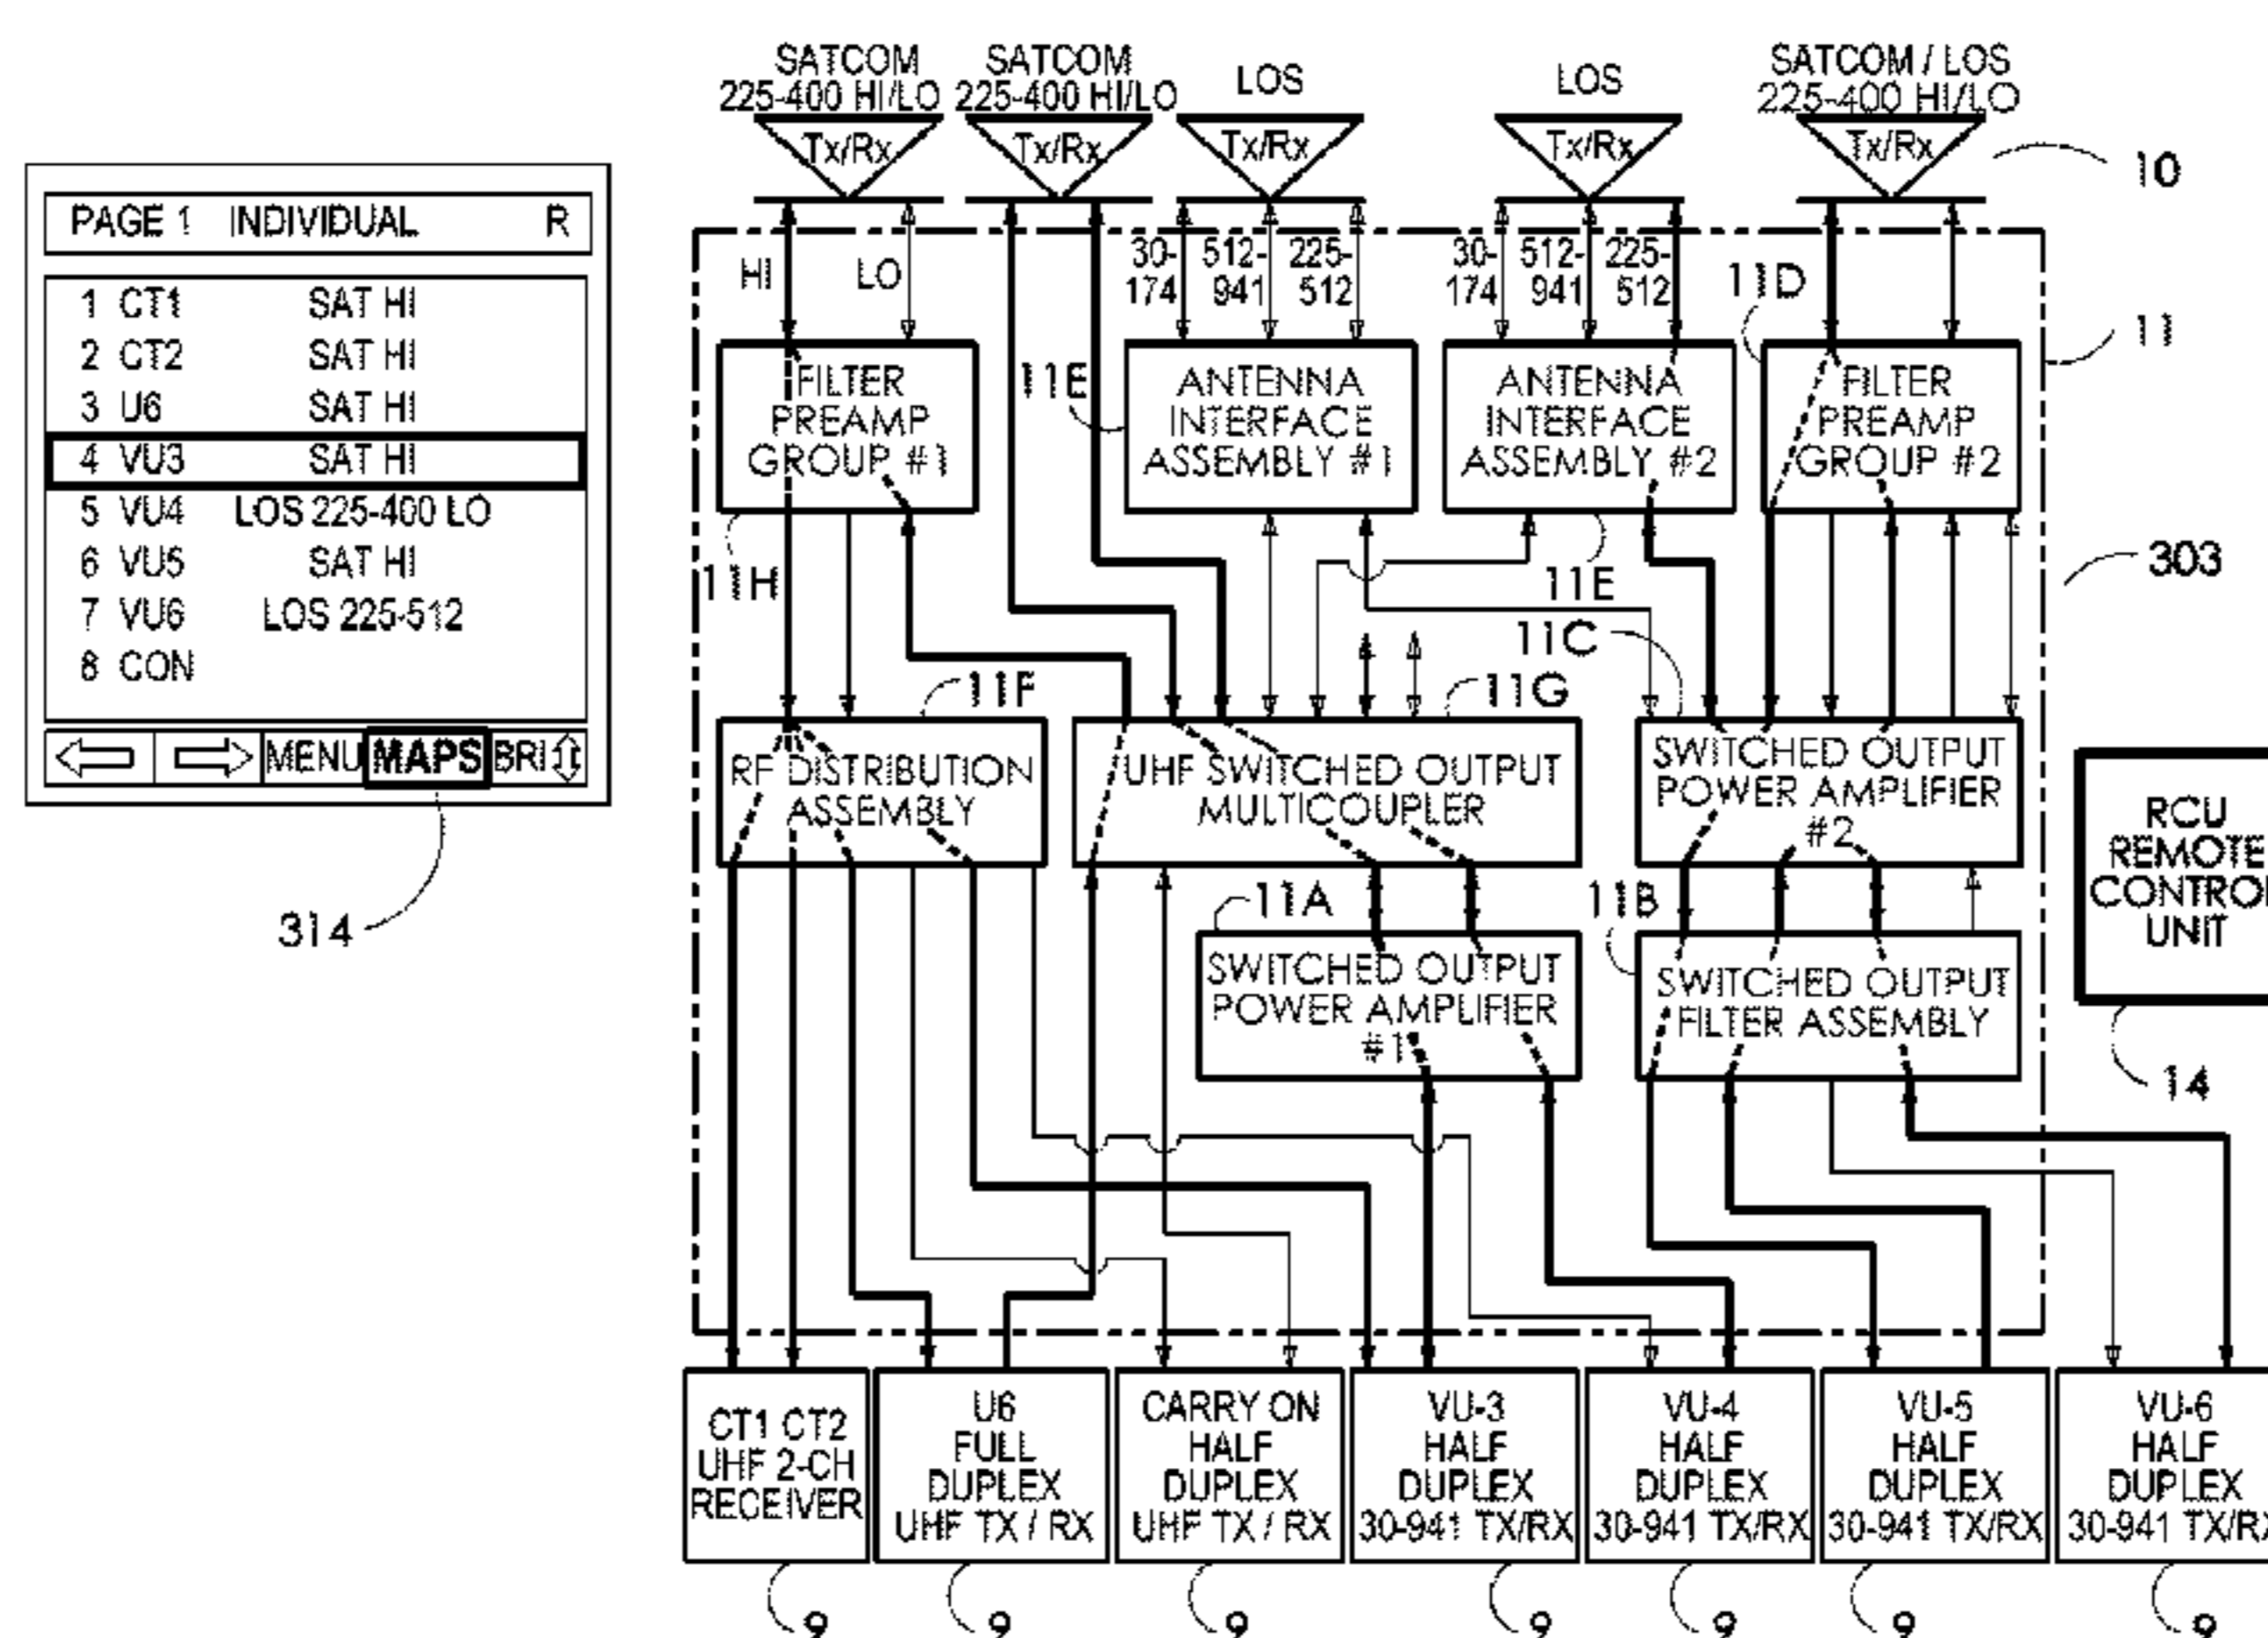 PAGE 1 INDIVIDUAL R
1 CT1 SAT HI
2 CT2 SAT HI
3 U6 SAT HI
4 VU3 SAT HI
5 VU4 LOS 225-400 LO
6 VU5 SAT HI
7 VU6 LOS 225-512
8 CON
MENU MAPS BRI
314
SATCOM
225-400 HI/LO
Tx/Rx
SATCOM
225-400 HI/LO
Tx/Rx
LOS
Tx/Rx
LOS
Tx/Rx
SATCOM / LOS
225-400 HI/LO
Tx/Rx
10
HI
LO
30-
174
512-
941
225-
512
30-
174
512-
941
225-
512
11D
11
FILTER
PREAMP
GROUP #1
11E
ANTENNA
INTERFACE
ASSEMBLY #1
ANTENNA
INTERFACE
ASSEMBLY #2
FILTER
PREAMP
GROUP #2
11H
11E
303
11F
11G
11C
RF DISTRIBUTION
ASSEMBLY
UHF SWITCHED OUTPUT
MULTICOUPLER
SWITCHED OUTPUT
POWER AMPLIFIER
#2
RCU
REMOTE
CONTROL
UNIT
14
11A
11B
SWITCHED OUTPUT
POWER AMPLIFIER
#1
SWITCHED OUTPUT
FILTER ASSEMBLY
CT1 CT2
UHF 2-CH
RECEIVER
U6
FULL
DUPLEX
UHF TX / RX
CARRY ON
HALF
DUPLEX
UHF TX / RX
VU-3
HALF
DUPLEX
30-941 TX/RX
VU-4
HALF
DUPLEX
30-941 TX/RX
VU-5
HALF
DUPLEX
30-941 TX/RX
VU-6
HALF
DUPLEX
30-941 TX/RX
9
9
9
9
9
9
9